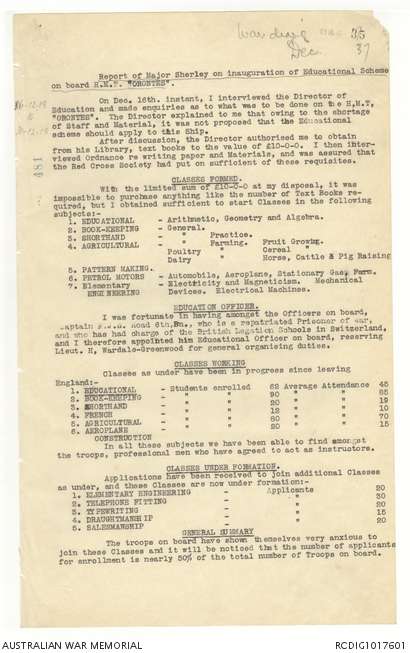 War diary Dec 35
37
Report of Major Sherley on inauguration of Educational Scheme
on board H.M.T. "ORONTES".
On Dec. 16th. instant, I interviewed the Director of
Education and made enquiries as to what was to be done on the H,M,T,
"ORONTES". The Director explained to me that owing to the shortage
of Staff and Material, it was not proposed that the Educational
scheme should apply to this Ship.
After discussion, the Director authorised me to obtain
from his Library, text books to the value of £10-0-0. I then inter-
viewed Ordnance re writing paper and Materials, and was assured that
the Red Cross Society had put on sufficient of these requisites.
CLASSES FORMED.
With the limited sum of £10-0-0 at my disposal, it was
impossible to purchase anything like the number of Text Books re-
quired, but I obtained sufficient to start Classes in the following
subjects:-
1. EDUCATIONAL - Arithmetic, Geometry and Algebra.
2. BOOK-KEEPING - General.
3. SHORTHAND - " Practice.
4. AGRICULTURAL - " Farming. Fruit Growing.
Poultry " Cereal "
Dairy " Horse, Cattle & Pig Raising
5. PATTERN MAKING.
6. PETROL MOTORS - Automobile, Aeroplane, Stationary Gas, Farm.
7. Elementary - Electricity and Magneticism. Mechanical
ENGINEERING Devices. Electrical Machines.
EDUCATION OFFICER.
I was fortunate in having amongst the Officers on board,
Captain Mood 6th.Bn., who is a repatriated Prisoner of War,
and who has had charge of the British Legation Schools in Switzerland,
and I therefore appointed him Educational Officer on board, reserving
Lieut. H, Wardale-Greenwood for general organising duties.
CLASSES WORKING
Classes as under have been in progress since leaving
England:-
1. EDUCATIONAL - Students enrolled 62 Average Attendance 45
2. BOOK-KEEPING - " " 90 " " 85
3. SHORTHAND - " " 20 " " 19
4. FRENCH - " " 12 " " 10
5. AGRICULTURAL - " " 80 " " 70
6. AEROPLANE - " " 20 " " 15
CONSTRUCTION
In all these subjects we have been able to find amongst
the troops, professional men who have agreed to act as instructors.
CLASSES UNDER FORMATION.
Applications have been received to join additional Classes
as under, and these Classes are now under formation:-
1. ELEMENTARY ENGINEERING - Applicants 20
2. TELEPHONE FITTING - " 30
3. TYPEWRITING - " 20
4. DRAUGHTMANSHIP - " 15
5. SALESMANSHIP - " 20
GENERAL SUMMARY
The troops on board have shown themselves very anxious to
join these Classes and it will be noticed that the number of applicants
for enrollment is nearly 50% of the total number of Troops on board.
AUSTRALIAN WAR MEMORIAL RCDIG1017601